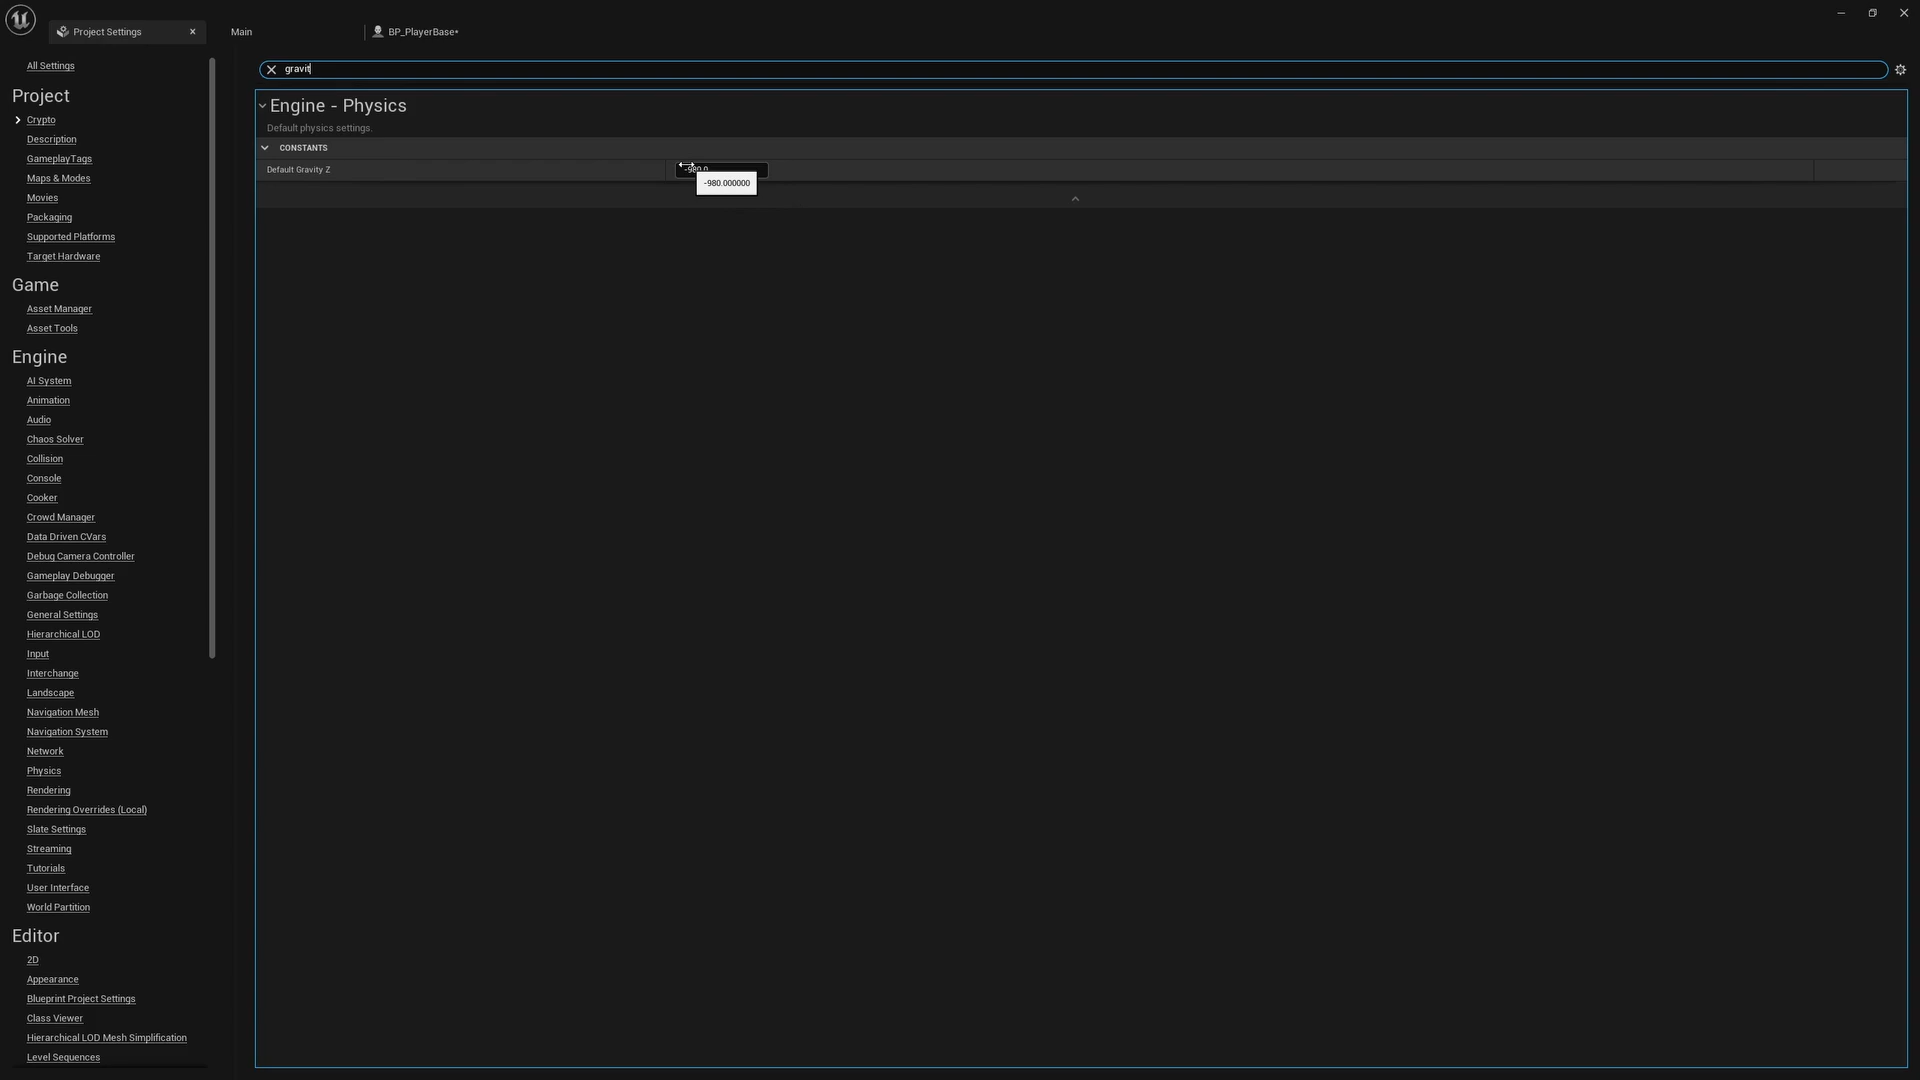 Project Settings
Main
BP_PlayerBase*
All Settings
Project
Crypto
Description
GameplayTags
Maps & Modes
Movies
Packaging
Supported Platforms
Target Hardware
Game
Asset Manager
Asset Tools
Engine
AI System
Animation
Audio
Chaos Solver
Collision
Console
Cooker
Crowd Manager
Data Driven CVars
Debug Camera Controller
Gameplay Debugger
Garbage Collection
General Settings
Hierarchical LOD
Input
Interchange
Landscape
Navigation Mesh
Navigation System
Network
Physics
Rendering
Rendering Overrides (Local)
Slate Settings
Streaming
Tutorials
User Interface
World Partition
Editor
2D
Appearance
Blueprint Project Settings
Class Viewer
Hierarchical LOD Mesh Simplification
Level Sequences
gravit
Engine - Physics
Default physics settings.
CONSTANTS
Default Gravity Z
-980.0
-980.000000